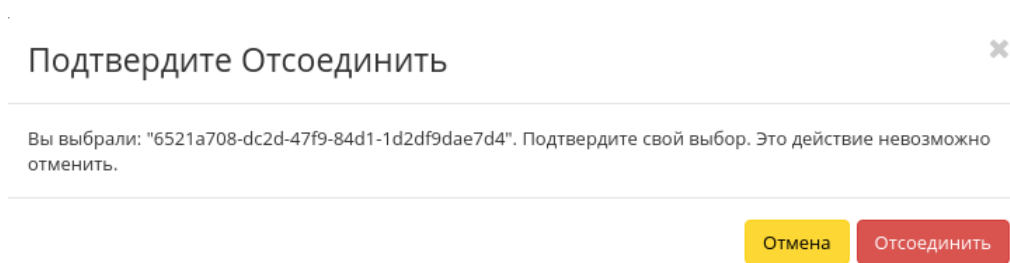 Подтвердите Отсоединить
Вы выбрали: "6521a708-dc2d-47f9-84d1-1d2df9dae7d4". Подтвердите свой выбор. Это действие невозможно
отменить.
Отмена Отсоединить